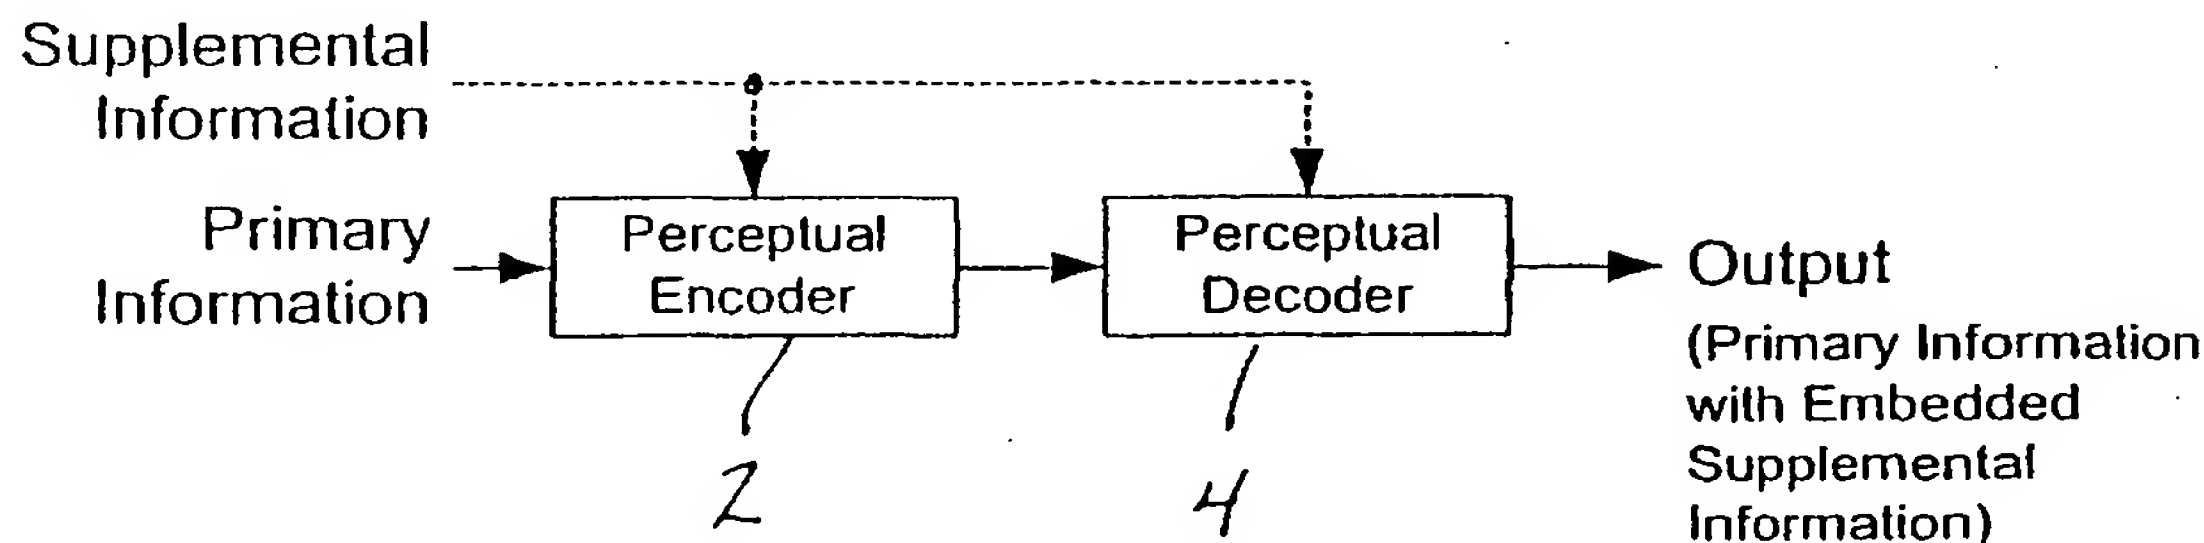 Supplemental
Information
Primary
Information
Perceptual
Encoder
Perceptual
Decoder
Output
(Primary Information
with Embedded
Supplemental
Information)
2
4